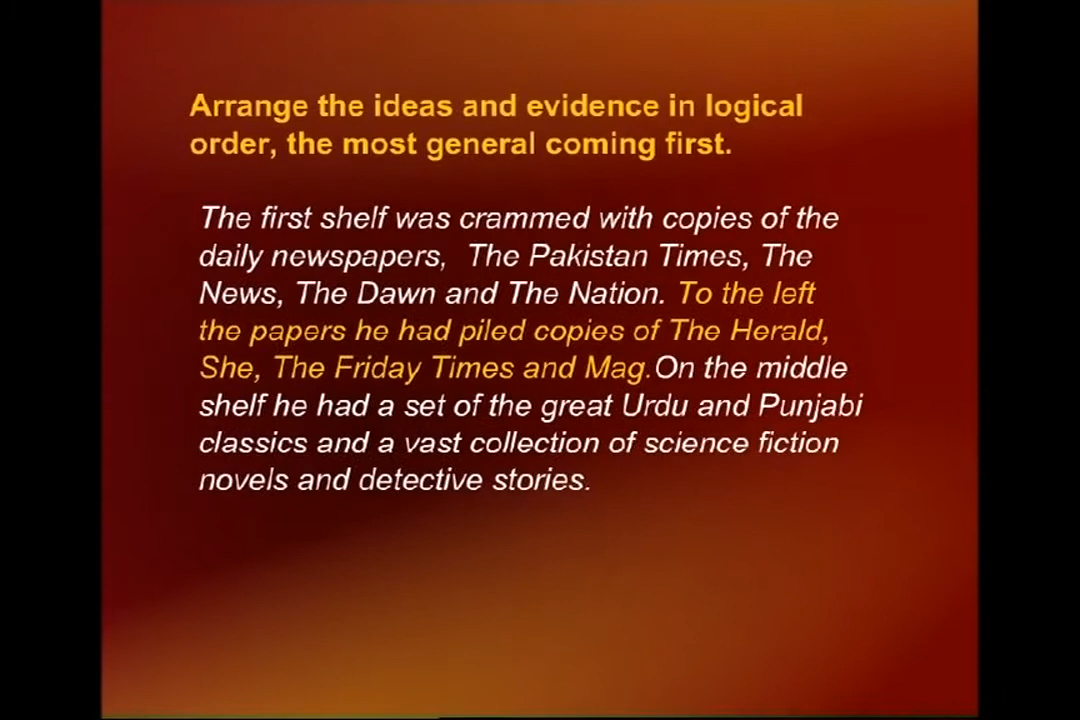 Arrange the ideas and evidence in logical
order, the most general coming first.
The first shelf was crammed with copies of the
daily newspapers,  The Pakistan Times, The
News, The Dawn and The Nation. To the left
the papers he had piled copies of The Herald,
She, The Friday Times and Mag.On the middle
shelf he had a set of the great Urdu and Punjabi
classics and a vast collection of science fiction
novels and detective stories.